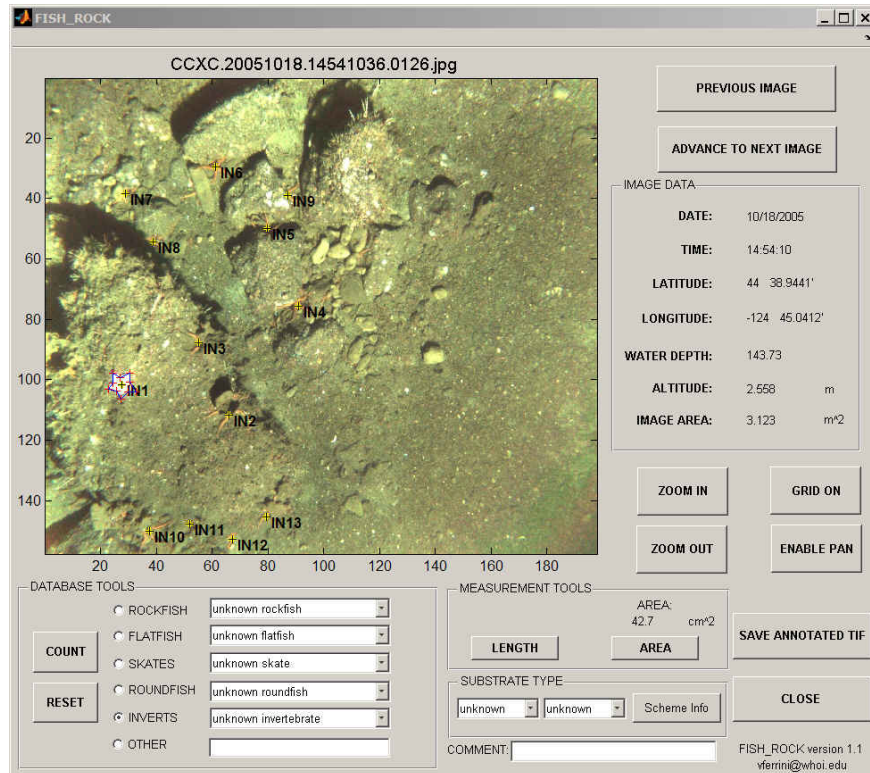 FISH_ROCK
CCXC.20051018.14541036.0126.jpg
PREVIOUS IMAGE
ADVANCE TO NEXT IMAGE
IMAGE DATA
DATE: 10/18/2005
TIME: 14:54:10
LATITUDE: 44 38.9441'
LONGITUDE: -124 45.0412'
WATER DEPTH: 143.73
ALTITUDE: 2.558 m
IMAGE AREA: 3.123 m^2
20
40
60
80
100
120
140
IN6
IN7
IN9
IN5
IN8
IN4
IN3
IN1
IN2
IN13
IN11
IN10
IN12
20 40 60 80 100 120 140 160 180
ZOOM IN
GRID ON
ZOOM OUT
ENABLE PAN
DATABASE TOOLS
COUNT
RESET
ROCKFISH unknown rockfish
FLATFISH unknown flatfish
SKATES unknown skate
ROUNDFISH unknown roundfish
INVERTS unknown invertebrate
OTHER
MEASUREMENT TOOLS
AREA:
42.7 cm^2
LENGTH AREA
SUBSTRATE TYPE
unknown unknown Scheme Info
COMMENT:
SAVE ANNOTATED TIF
CLOSE
FISH_ROCK version 1.1
vferrini@whoi.edu